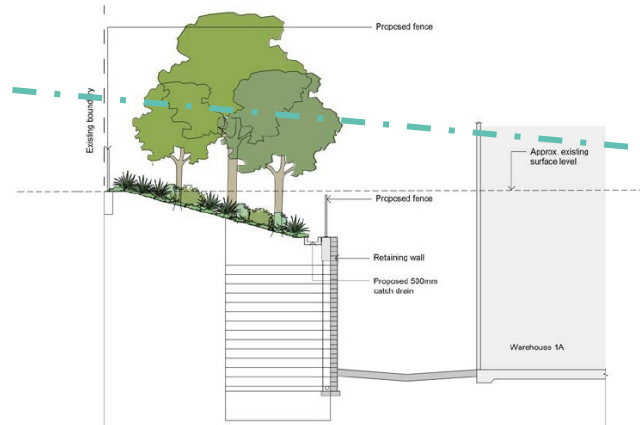 Proposed fence
Existing boundary
Approx. existing
surface level
Proposed fence
Retaining wall
Proposed 500mm
catch drain
Warehouse 1A